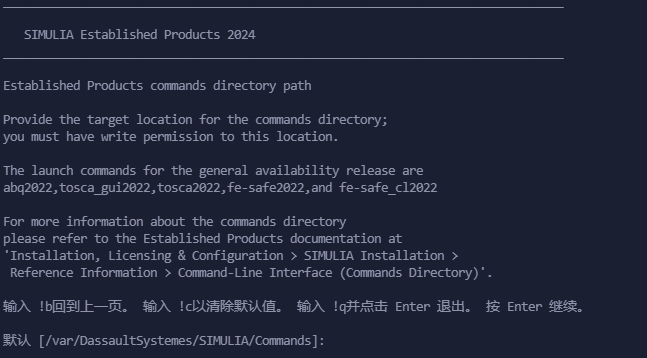 SIMULIA Established Products 2024
Established Products commands directory path
Provide the target location for the commands directory;
you must have write permission to this location.
The launch commands for the general availability release are
abq2022,tosca_gui2022,tosca2022,fe-safe2022,and fe-safe_cl2022
For more information about the commands directory
please refer to the Established Products documentation at
'Installation, Licensing & Configuration > SIMULIA Installation >
Reference Information > Command-Line Interface (Commands Directory)'.
输入 !b回到上一页。 输入 !c以清除默认值。 输入 !q并点击 Enter 退出。 按 Enter 继续。
默认 [/var/DassaultSystemes/SIMULIA/Commands]: